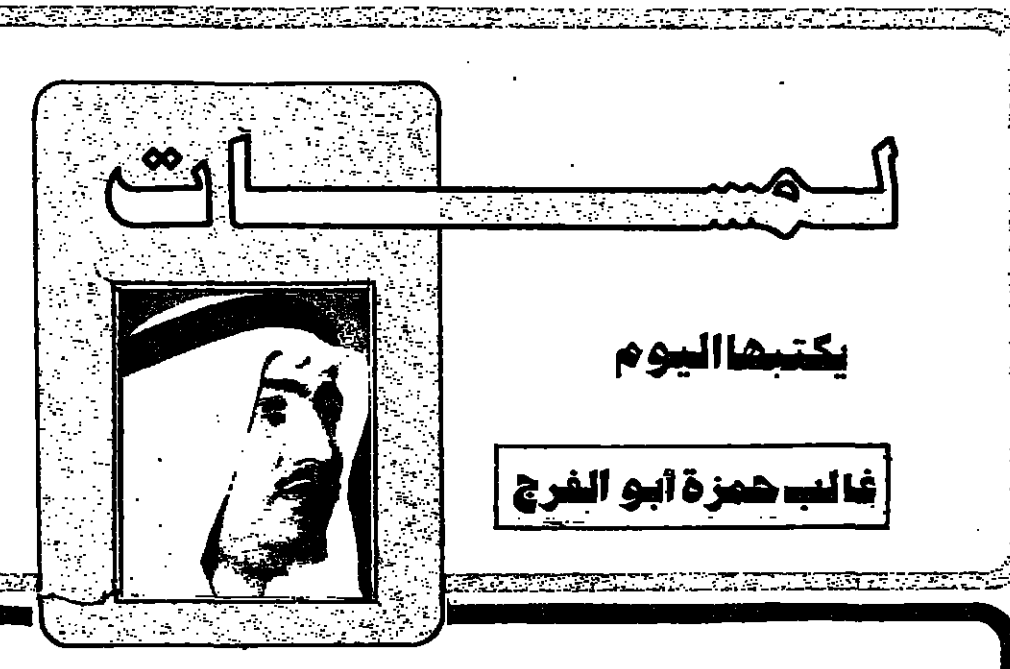 لمسات
يكتبها اليوم
غالب حمزة أبو الفرج